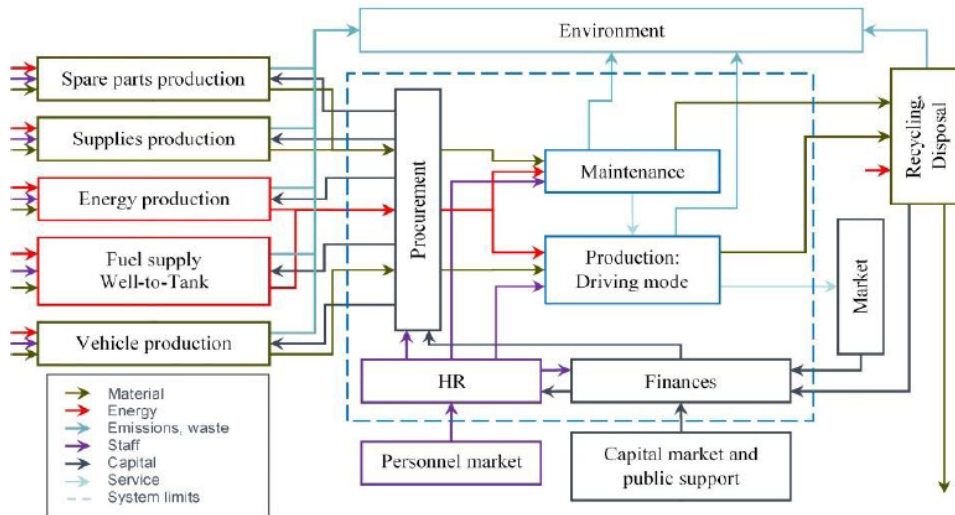 Environment
Spare parts production
Supplies production
Energy production
Fuel supply
Well-to-Tank
Vehicle production
Procurement
Maintenance
Production:
Driving mode
Recycling,
Disposal
Market
HR
Finances
Personnel market
Capital market and
public support
Material
Energy
Emissions, waste
Staff
Capital
Service
System limits